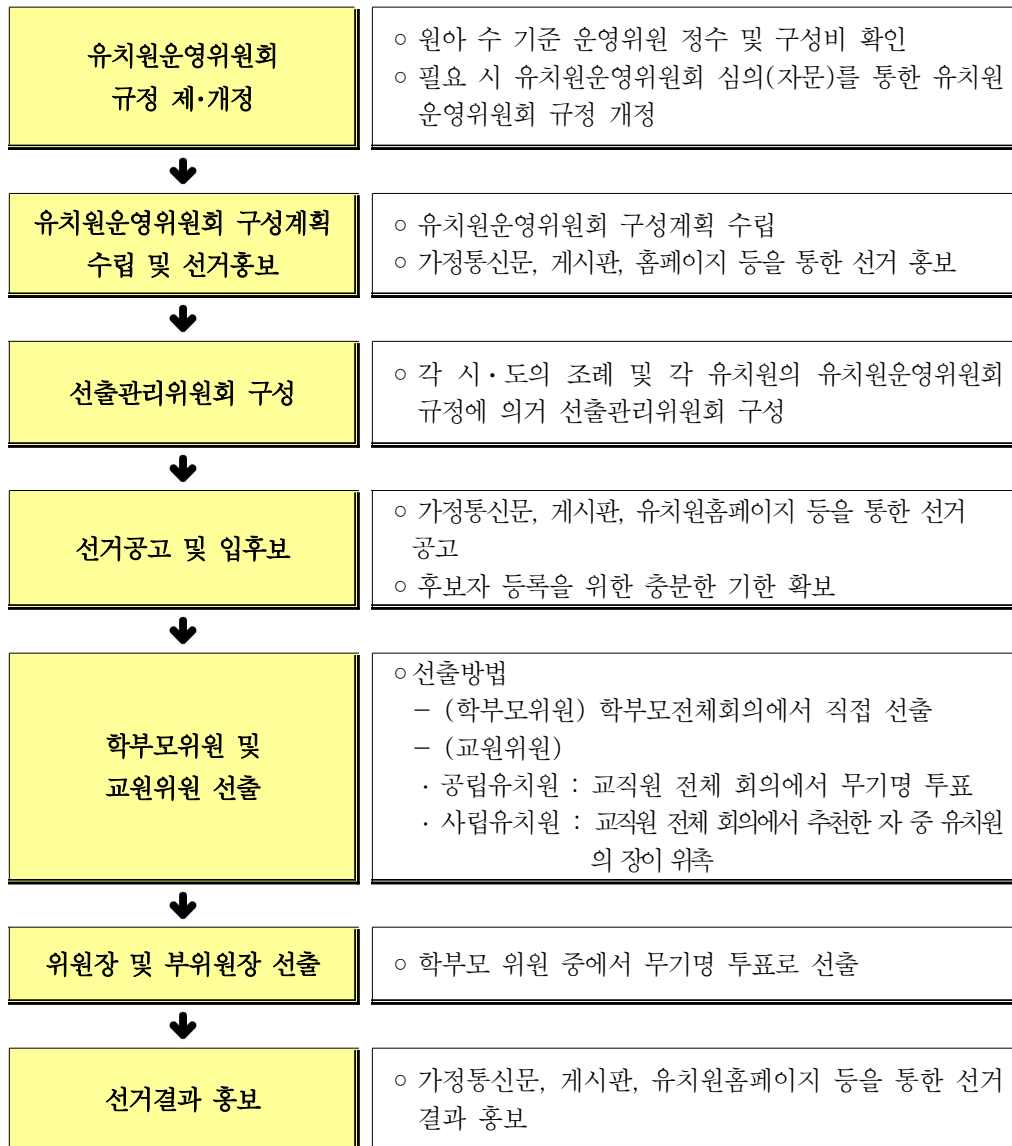 유치원운영위원회
규정 제·개정
○ 원아 수 기준 운영위원 정수 및 구성비 확인
○ 필요 시 유치원운영위원회 심의(자문)를 통한 유치원
운영위원회 규정 개정
유치원운영위원회 구성계획
수립 및 선거홍보
○ 유치원운영위원회 구성계획 수립
○ 가정통신문, 게시판, 홈페이지 등을 통한 선거 홍보
선출관리위원회 구성
○ 각 시·도의 조례 및 각 유치원의 유치원운영위원회
규정에 의거 선출관리위원회 구성
선거공고 및 입후보
○ 가정통신문, 게시판, 유치원홈페이지 등을 통한 선거
공고
○ 후보자 등록을 위한 충분한 기한 확보
학부모위원 및
교원위원 선출
○ 선출방법
- (학부모위원) 학부모전체회의에서 직접 선출
- (교원위원)
· 공립유치원 : 교직원 전체 회의에서 무기명 투표
· 사립유치원 : 교직원 전체 회의에서 추천한 자 중 유치원
의 장이 위촉
위원장 및 부위원장 선출
○ 학부모 위원 중에서 무기명 투표로 선출
선거결과 홍보
○ 가정통신문, 게시판, 유치원홈페이지 등을 통한 선거
결과 홍보